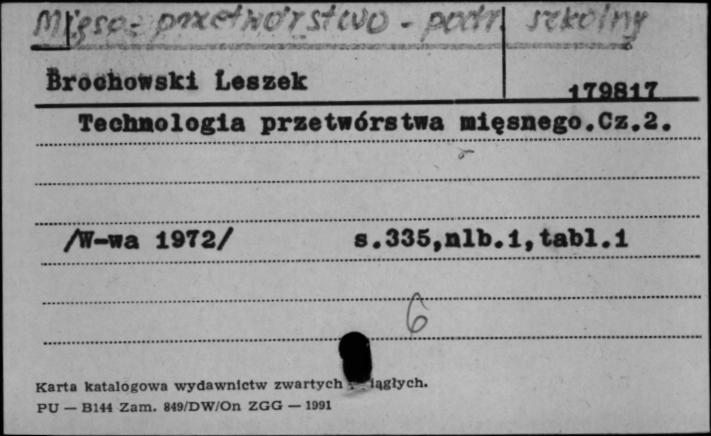 Mięso - przetwórstwo - podr. szkolny
Brochowski Leszek
179817
Technologia przetwórstwa mięsnego.Cz.2.
/W-wa 1972/ s.335,nlb.1,tabl.1
6
Karta katalogowa wydawnictw zwartych ciągłych.
PU — B144 Zam. 849/DW/On ZGG — 1991